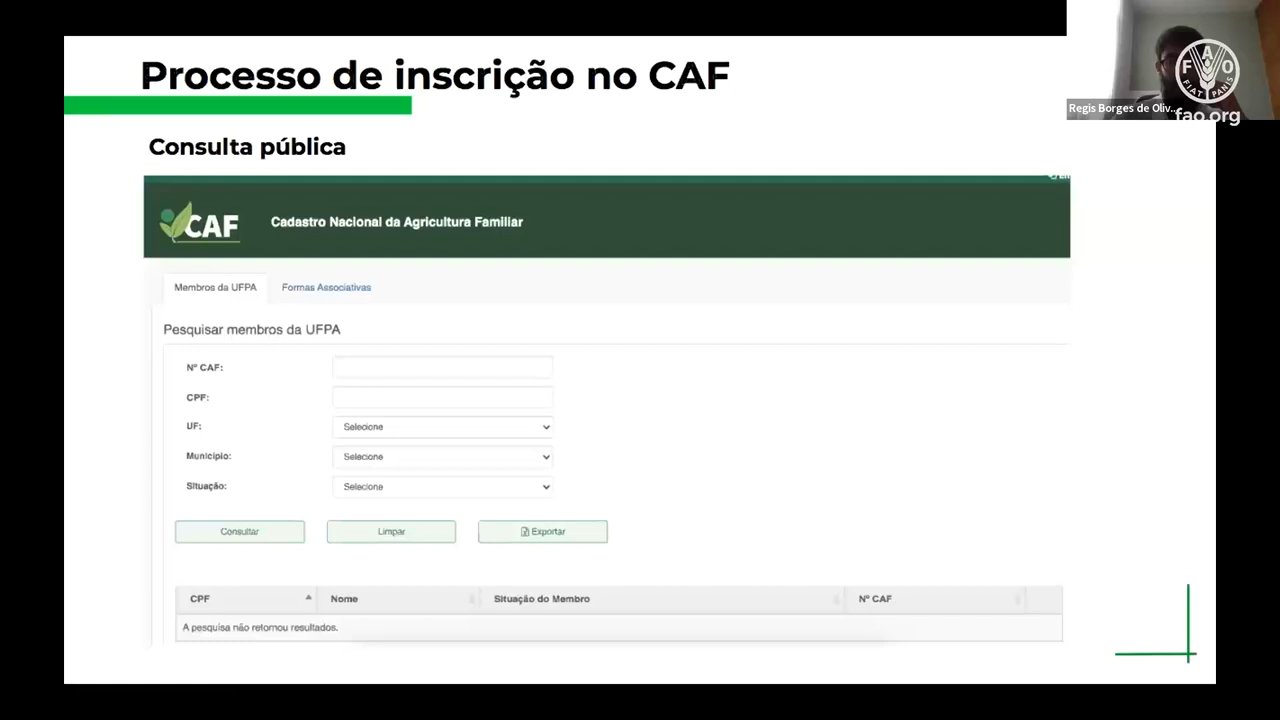 Processo de inscrição no CAF
FAO
FIAT PANIS
Regis Borges de Oliv...
fao.org
Consulta pública
CAF
Cadastro Nacional da Agricultura Familiar
Membros da UFPA
Formas Associativas
Pesquisar membros da UFPA
Nº CAF:
CPF:
UF:
Selecione
Município:
Selecione
Situação:
Selecione
Consultar
Limpar
Exportar
CPF
Nome
Situação do Membro
Nº CAF
A pesquisa não retornou resultados.